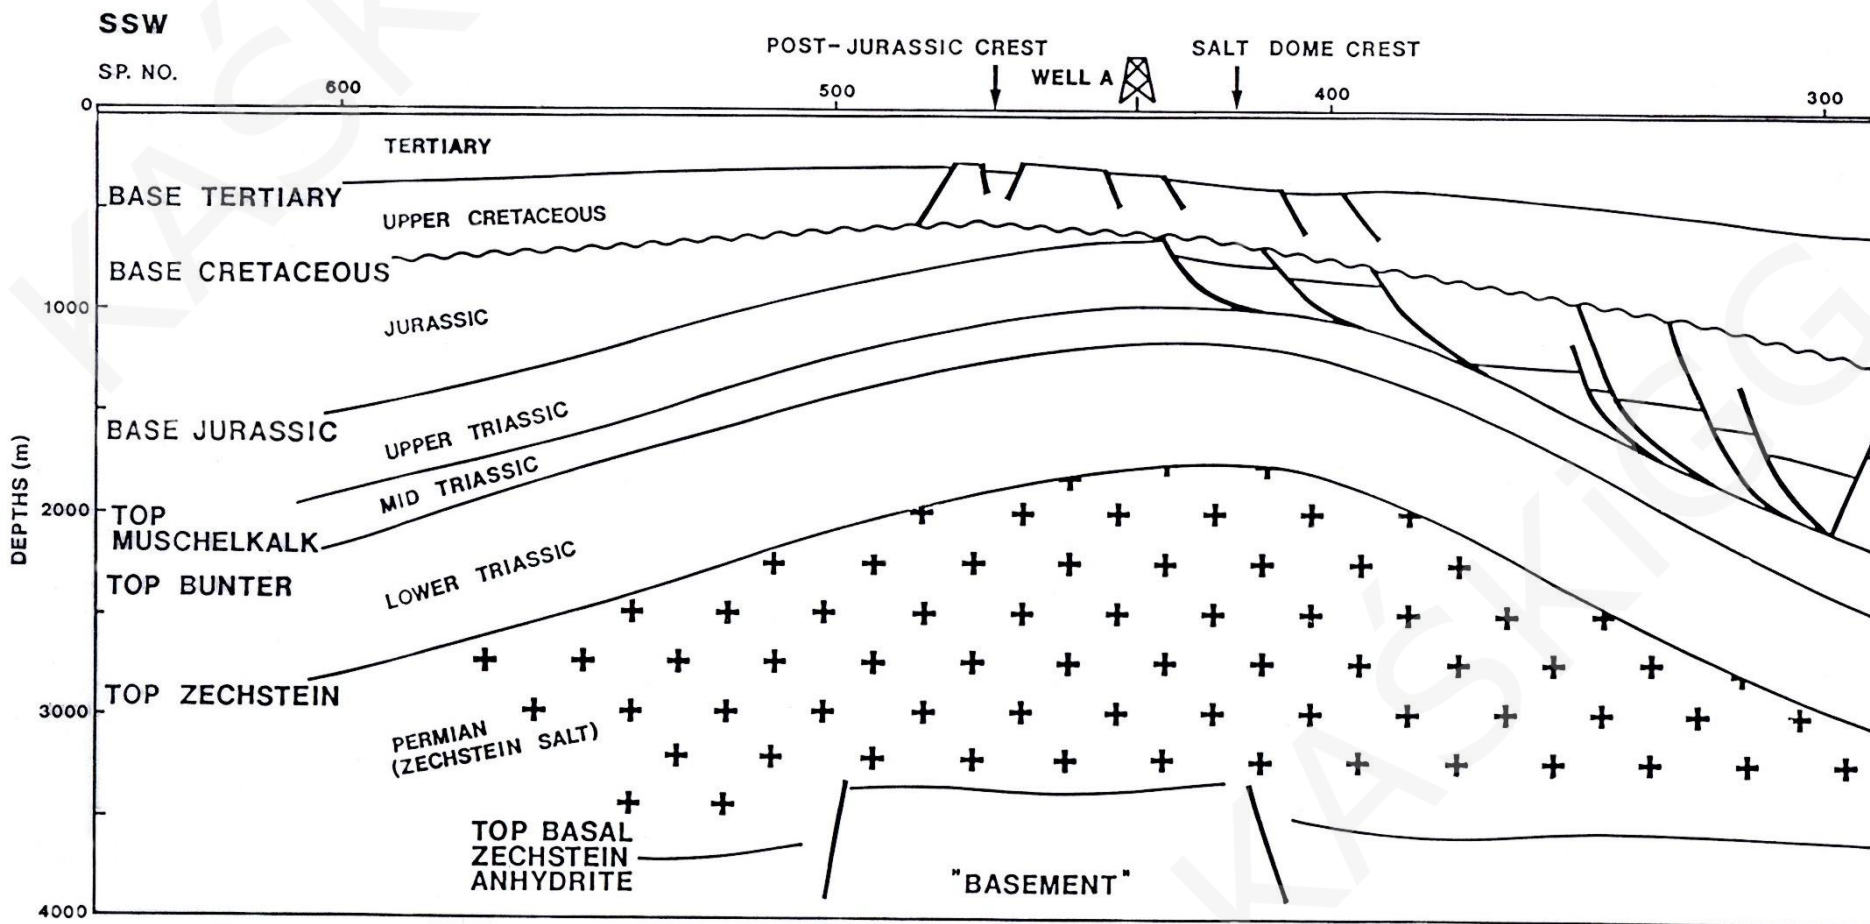 SSW
SP. NO.
600
500
400
300
POST-JURASSIC CREST
WELL A
SALT DOME CREST
0
1000
2000
3000
4000
DEPTHS (m)
TERTIARY
BASE TERTIARY
UPPER CRETACEOUS
BASE CRETACEOUS
JURASSIC
BASE JURASSIC
UPPER TRIASSIC
MID TRIASSIC
TOP
MUSCHELKALK
TOP BUNTER
LOWER TRIASSIC
TOP ZECHSTEIN
PERMIAN
(ZECHSTEIN SALT)
TOP BASAL
ZECHSTEIN
ANHYDRITE
"BASEMENT"
KAŚKiGG
KAŚKiGG